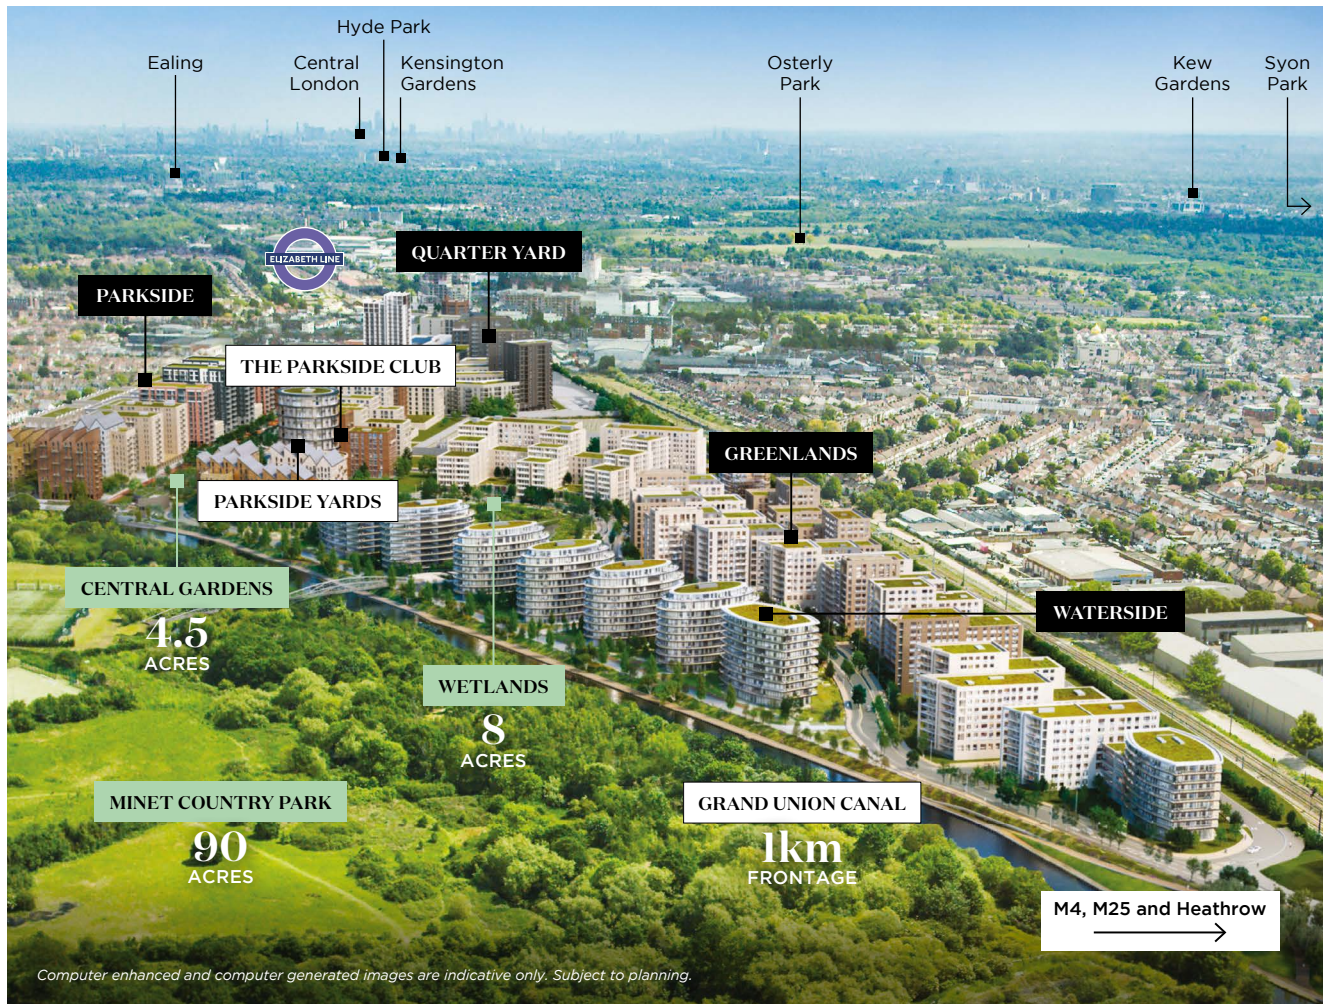 Hyde Park
Ealing
Central
London
Kensington
Gardens
Osterly
Park
Kew
Gardens
Syon
Park
ELIZABETH LINE
QUARTER YARD
PARKSIDE
THE PARKSIDE CLUB
GREENLANDS
PARKSIDE YARDS
CENTRAL GARDENS
4.5
ACRES
WATERSIDE
WETLANDS
8
ACRES
MINET COUNTRY PARK
90
ACRES
GRAND UNION CANAL
1km
FRONTAGE
M4, M25 and Heathrow
Computer enhanced and computer generated images are indicative only. Subject to planning.